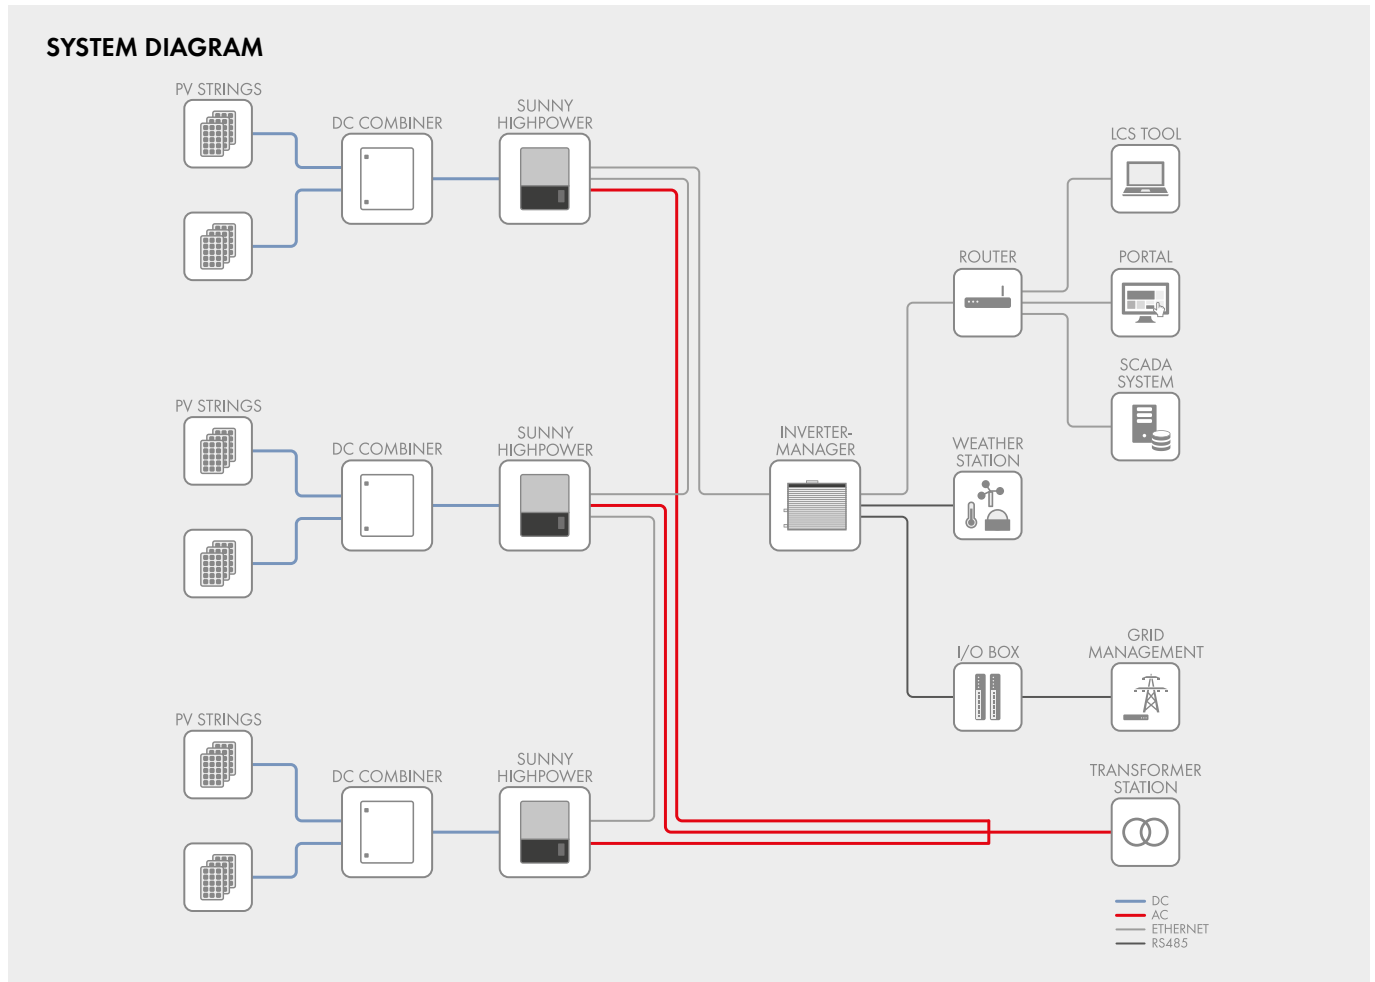 SYSTEM DIAGRAM
PV STRINGS
DC COMBINER
SUNNY
HIGHPOWER
LCS TOOL
ROUTER
PORTAL
SCADA
SYSTEM
PV STRINGS
DC COMBINER
SUNNY
HIGHPOWER
INVERTER-
MANAGER
WEATHER
STATION
I/O BOX
GRID
MANAGEMENT
PV STRINGS
DC COMBINER
SUNNY
HIGHPOWER
TRANSFORMER
STATION
DC
AC
ETHERNET
RS485